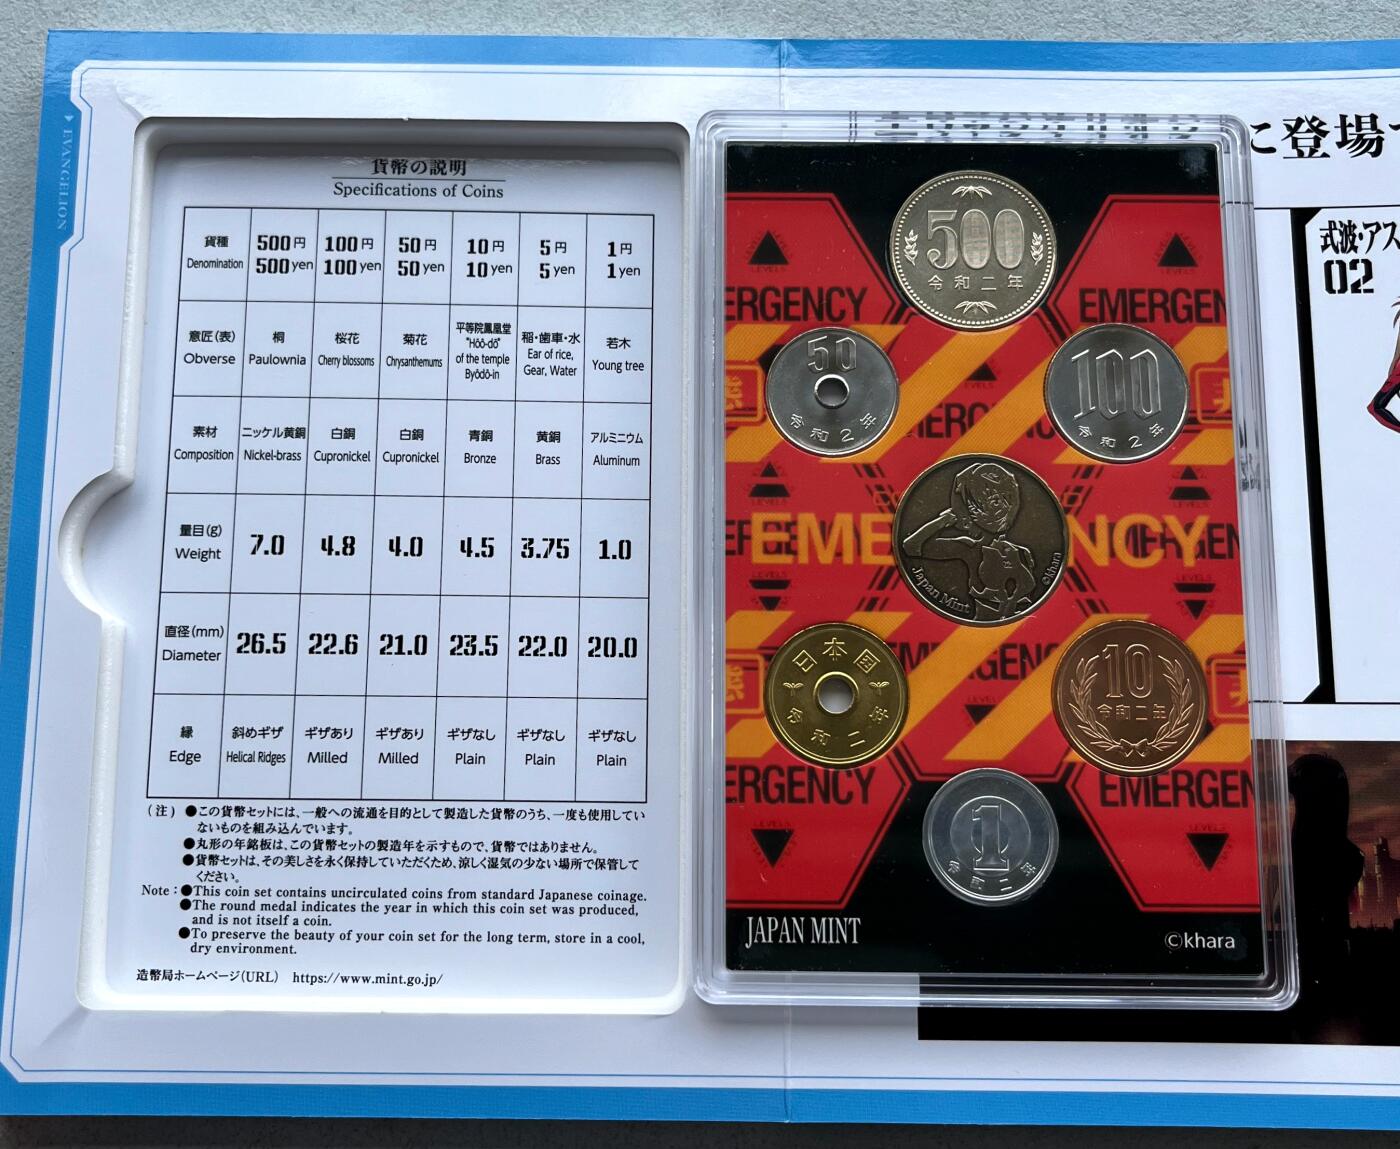 EVANGELION
貨幣の説明
Specifications of Coins
貨種 500円 100円 50円 10円 5円 1円
Denomination 500yen 100yen 50yen 10yen 5yen 1yen
意匠(表) 桐 桜花 菊花 平等院鳳凰堂 稲・歯車・水 若木
Obverse Paulownia Cherry blossoms Chrysanthemums "Hōō-dō" of the temple Byōdō-in Ear of rice, Gear, Water Young tree
素材 ニッケル黄銅 白銅 白銅 青銅 黄銅 アルミニウム
Composition Nickel-brass Cupronickel Cupronickel Bronze Brass Aluminum
量目(g)
Weight 7.0 4.8 4.0 4.5 3.75 1.0
直径(mm)
Diameter 26.5 22.6 21.0 23.5 22.0 20.0
縁 斜めギザ ギザあり ギザあり ギザなし ギザなし ギザなし
Edge Helical Ridges Milled Milled Plain Plain Plain
(注) ●この貨幣セットには、一般への流通を目的として製造した貨幣のうち、一度も使用してい
ないものを組み込んでいます。
●丸形の年銘板は、この貨幣セットの製造年を示すもので、貨幣ではありません。
●貨幣セットは、その美しさを永く保持していただくため、涼しく湿気の少ない場所で保管して
ください。
Note : ●This coin set contains uncirculated coins from standard Japanese coinage.
●The round medal indicates the year in which this coin set was produced,
and is not itself a coin.
●To preserve the beauty of your coin set for the long term, store in a cool,
dry environment.
造幣局ホームページ(URL) https://www.mint.go.jp/
500
令和二年
ERGENCY
EMERGEN
50
令和2年
100
令和2年
EMERGENCY
Japan Mint
©khara
日本国
令和二年
10
令和二年
ERGENCY
EMERGEN
1
令和二年
JAPAN MINT
©khara
に登場
式波・アス
02